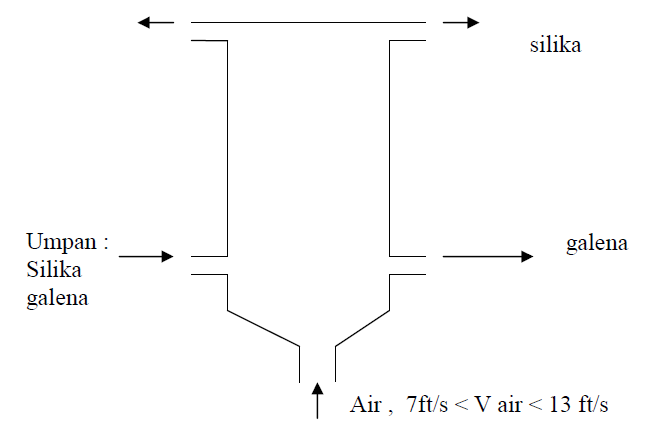 silika
Umpan :
Silika
galena
galena
Air , 7ft/s < V air < 13 ft/s